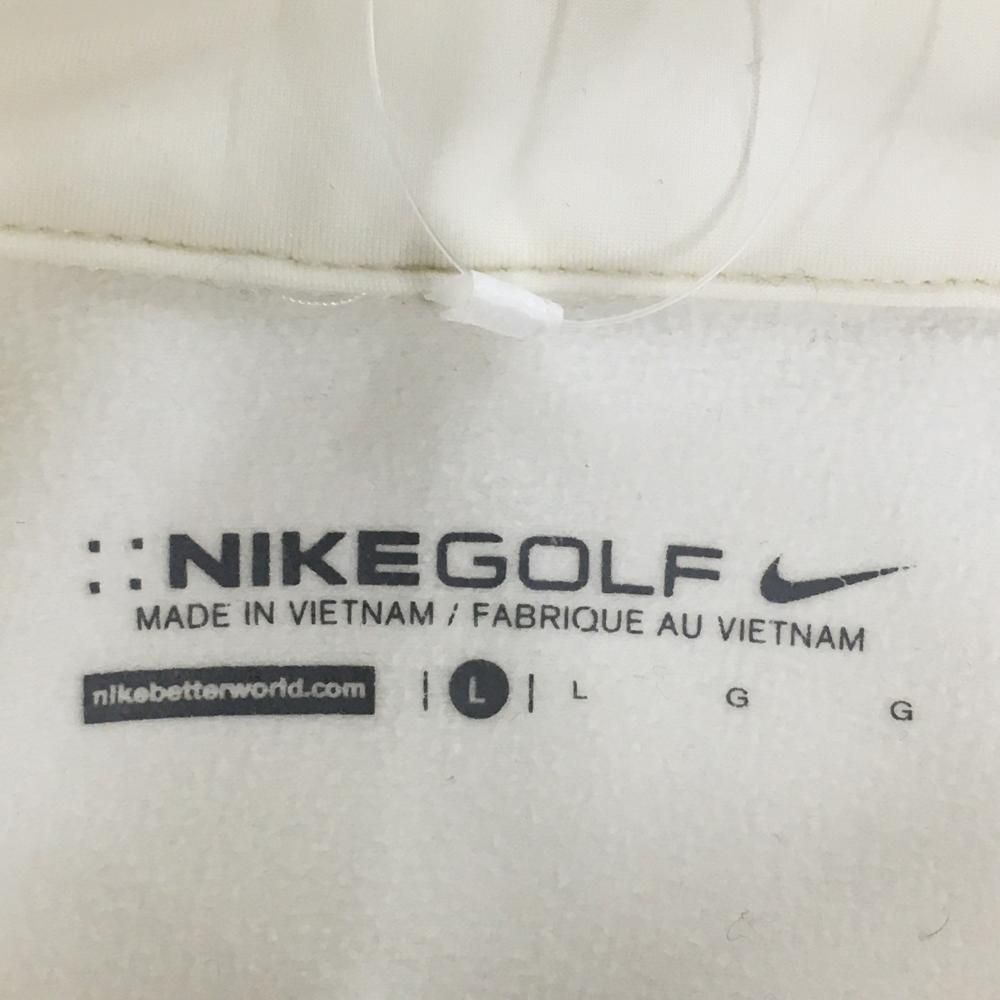 NIKEGOLF
MADE IN VIETNAM / FABRIQUE AU VIETNAM
nikebetterworld.com | L | L G G